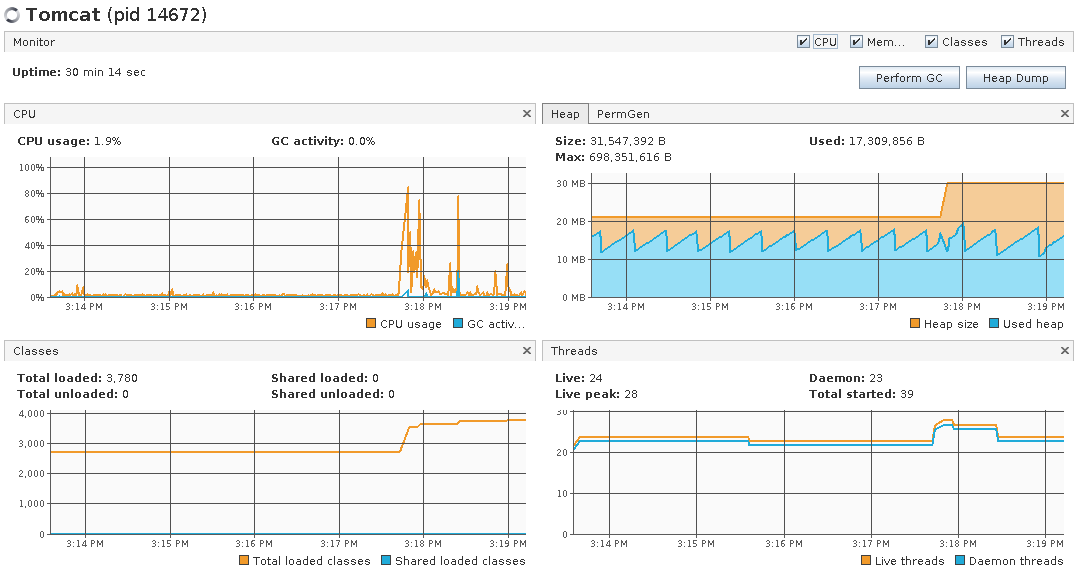 Tomcat (pid 14672)
Monitor
CPU Mem... Classes Threads
Uptime: 30 min 14 sec
Perform GC Heap Dump
CPU
CPU usage: 1.9% GC activity: 0.0%
100%
80%
60%
40%
20%
0%
3:14 PM 3:15 PM 3:16 PM 3:17 PM 3:18 PM 3:19 PM
CPU usage GC activ...
Heap PermGen
Size: 31,547,392 B Used: 17,309,856 B
Max: 698,351,616 B
30 MB
20 MB
10 MB
0 MB
3:14 PM 3:15 PM 3:16 PM 3:17 PM 3:18 PM 3:19 PM
Heap size Used heap
Classes
Total loaded: 3,780 Shared loaded: 0
Total unloaded: 0 Shared unloaded: 0
4,000
3,000
2,000
1,000
0
3:14 PM 3:15 PM 3:16 PM 3:17 PM 3:18 PM 3:19 PM
Total loaded classes Shared loaded classes
Threads
Live: 24 Daemon: 23
Live peak: 28 Total started: 39
30
20
10
0
3:14 PM 3:15 PM 3:16 PM 3:17 PM 3:18 PM 3:19 PM
Live threads Daemon threads